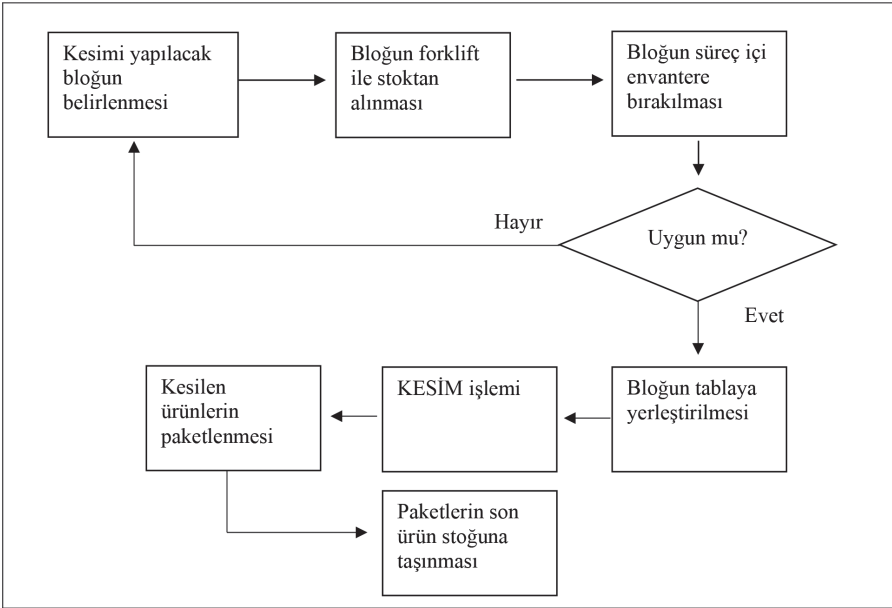 Kesimi yapılacak
bloğun
belirlenmesi
Bloğun forklift
ile stoktan
alınması
Bloğun süreç içi
envantere
bırakılması
Hayır
Uygun mu?
Evet
Bloğun tablaya
yerleştirilmesi
KESİM işlemi
Kesilen
ürünlerin
paketlenmesi
Paketlerin son
ürün stoğuna
taşınması